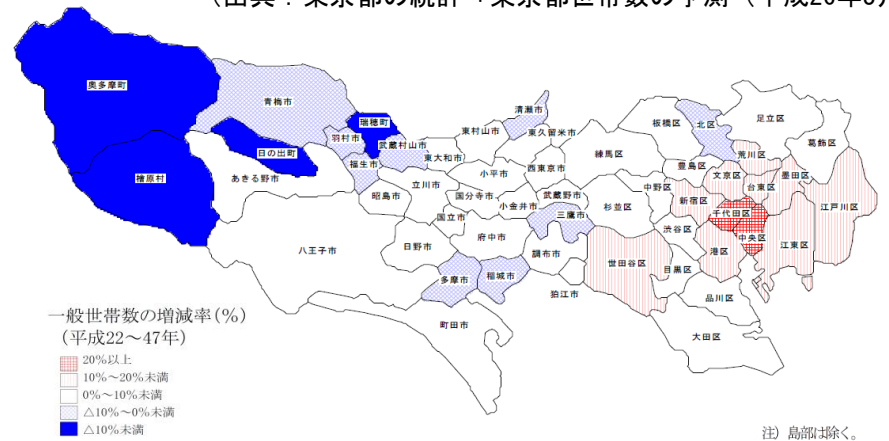 (出典：東京都の統計 東京都世帯数の予測（平成26年3)
奥多摩町
青梅市
瑞穂町
清瀬市
北区
足立区
板橋区
羽村市
武蔵村山市
東村山市
東久留米市
葛飾区
日の出町
東大和市
練馬区
荒川区
豊島区
あきる野市
福生市
小平市
西東京市
文京区
台東区
墨田区
檜原村
昭島市
立川市
国分寺市
小金井市
武蔵野市
中野区
新宿区
江戸川区
国立市
三鷹市
杉並区
千代田区
渋谷区
中央区
八王子市
日野市
府中市
調布市
港区
江東区
世田谷区
目黒区
多摩市
稲城市
狛江市
品川区
町田市
大田区
一般世帯数の増減率(%)
(平成22～47年)
20%以上
10%～20%未満
0%～10%未満
△10%～0%未満
△10%未満
注) 島部は除く。